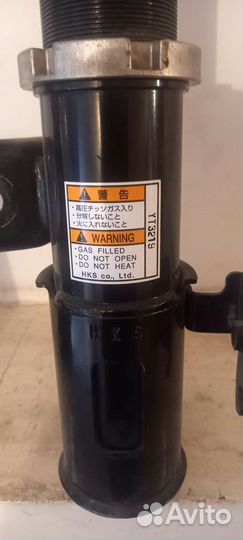 警告
・高圧チッソガス入り
・分解しないこと
・火に入れないこと
WARNING
・GAS FILLED
・DO NOT OPEN
・DO NOT HEAT
HKS co., Ltd.
YT3219
HKS
Avito